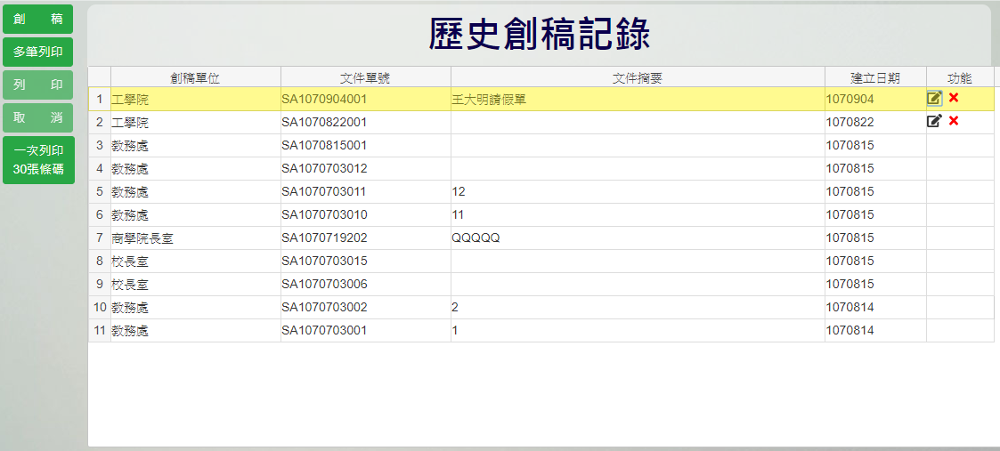 創　　稿
多筆列印
列　　印
取　　消
一次列印
30張條碼
歷史創稿記錄
創稿單位 文件單號 文件摘要 建立日期 功能
1 工學院 SA1070904001 王大明請假單 1070904
2 工學院 SA1070822001 1070822
3 教務處 SA1070815001 1070815
4 教務處 SA1070703012 1070815
5 教務處 SA1070703011 12 1070815
6 教務處 SA1070703010 11 1070815
7 商學院長室 SA1070719202 QQQQQ 1070815
8 校長室 SA1070703015 1070815
9 校長室 SA1070703006 1070815
10 教務處 SA1070703002 2 1070814
11 教務處 SA1070703001 1 1070814